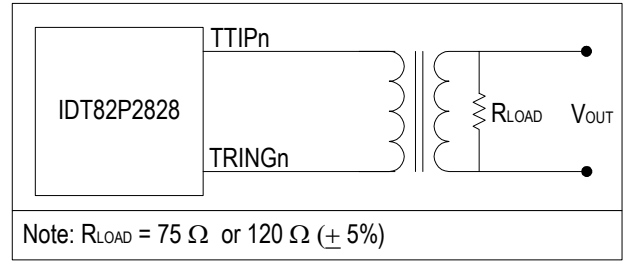 TTIPn
IDT82P2828
RLOAD
VOUT
TRINGn
Note: RLOAD = 75 Ω or 120 Ω (± 5%)